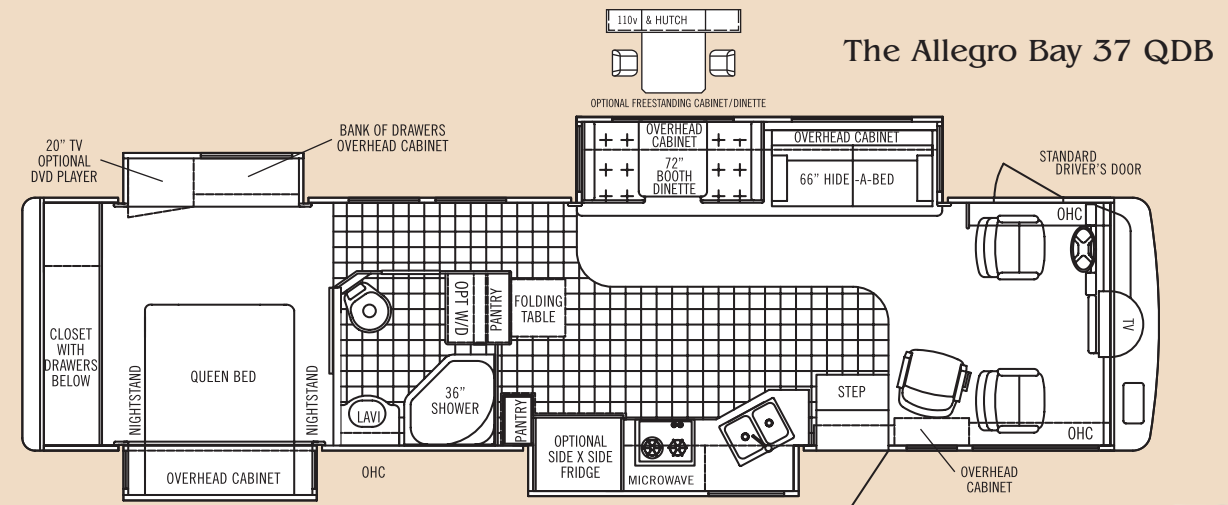 110v & HUTCH
The Allegro Bay 37 QDB
OPTIONAL FREESTANDING CABINET/DINETTE
20" TV
OPTIONAL
DVD PLAYER
BANK OF DRAWERS
OVERHEAD CABINET
OVERHEAD
CABINET
72"
BOOTH
DINETTE
OVERHEAD CABINET
66" HIDE-A-BED
STANDARD
DRIVER'S DOOR
OHC
CLOSET
WITH
DRAWERS
BELOW
NIGHTSTAND
QUEEN BED
NIGHTSTAND
OPT W/D
PANTRY
FOLDING
TABLE
TV
LAVI
36"
SHOWER
PANTRY
STEP
OPTIONAL
SIDE X SIDE
FRIDGE
MICROWAVE
OHC
OVERHEAD CABINET
OHC
OVERHEAD
CABINET